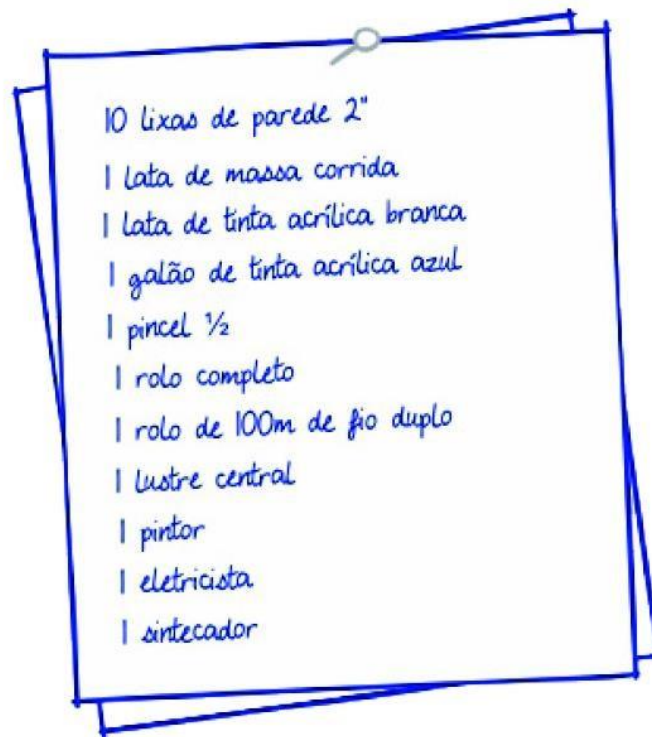 10 lixas de parede 2"
1 lata de massa corrida
1 lata de tinta acrílica branca
1 galão de tinta acrílica azul
1 pincel ½
1 rolo completo
1 rolo de 100m de fio duplo
1 lustre central
1 pintor
1 eletricista
1 sintecador